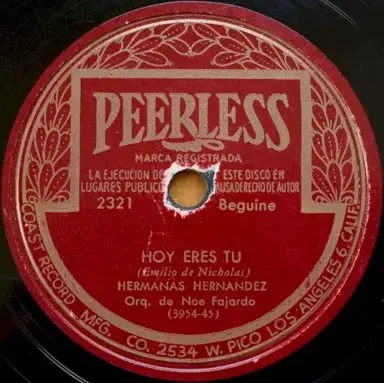 PEERLESS
MARCA REGISTRADA
LA EJECUCION DE ESTE DISCO EN
LUGARES PUBLIC USA DERECHO DE AUTOR
2321 Beguine
HOY ERES TU
(Emilio de Nicholas)
HERMANAS HERNANDEZ
Orq. de Noe Fajardo
(3954-45)
COAST RECORD MFG. CO. 2534 W. PICO LOS ANGELES 6, CALIF.